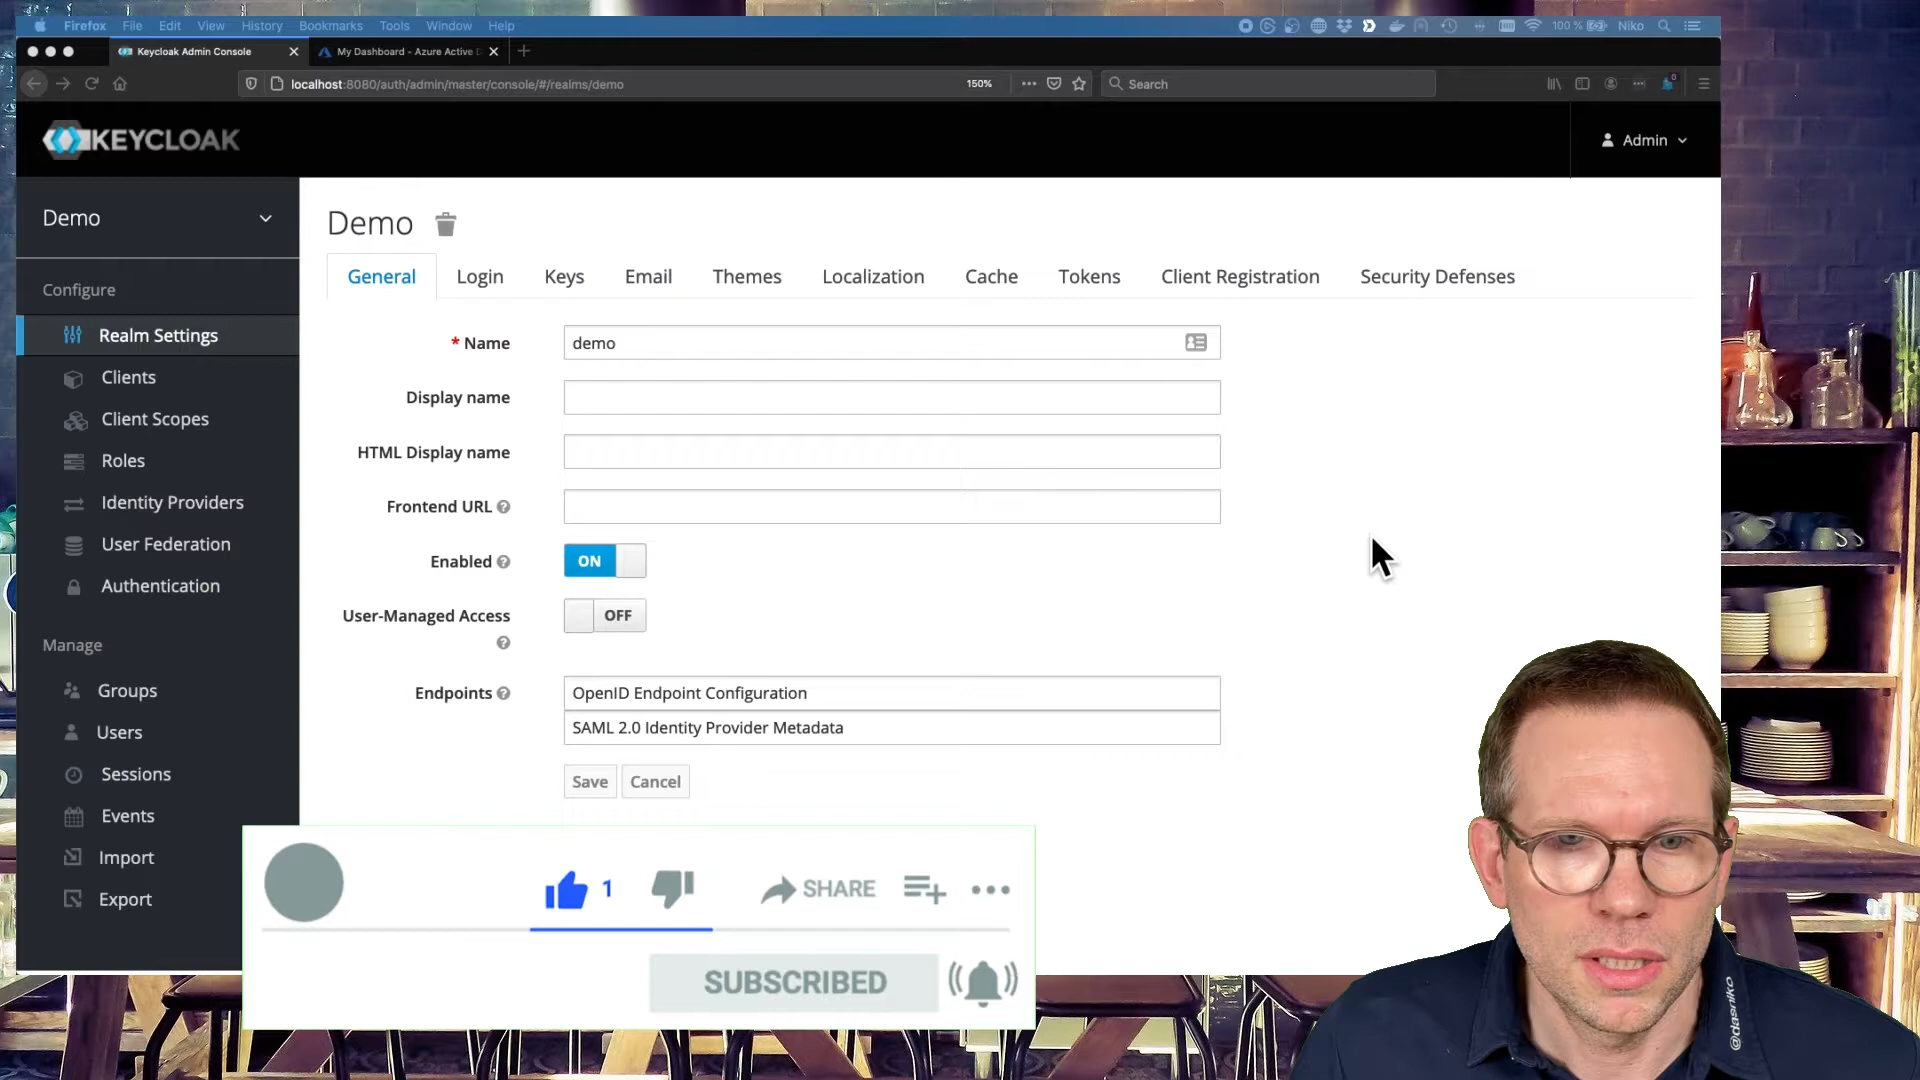 Firefox File Edit View History Bookmarks Tools Window Help
100 % Niko
Keycloak Admin Console
My Dashboard - Azure Active
localhost:8080/auth/admin/master/console/#/realms/demo
150%
Search
0
KEYCLOAK
Admin
Demo
Configure
Realm Settings
Clients
Client Scopes
Roles
Identity Providers
User Federation
Authentication
Manage
Groups
Users
Sessions
Events
Import
Export
Demo
General Login Keys Email Themes Localization Cache Tokens Client Registration Security Defenses
* Name
demo
Display name
HTML Display name
Frontend URL
Enabled
ON
User-Managed Access
OFF
Endpoints
OpenID Endpoint Configuration
SAML 2.0 Identity Provider Metadata
Save Cancel
1
SHARE
SUBSCRIBED
@dasniko